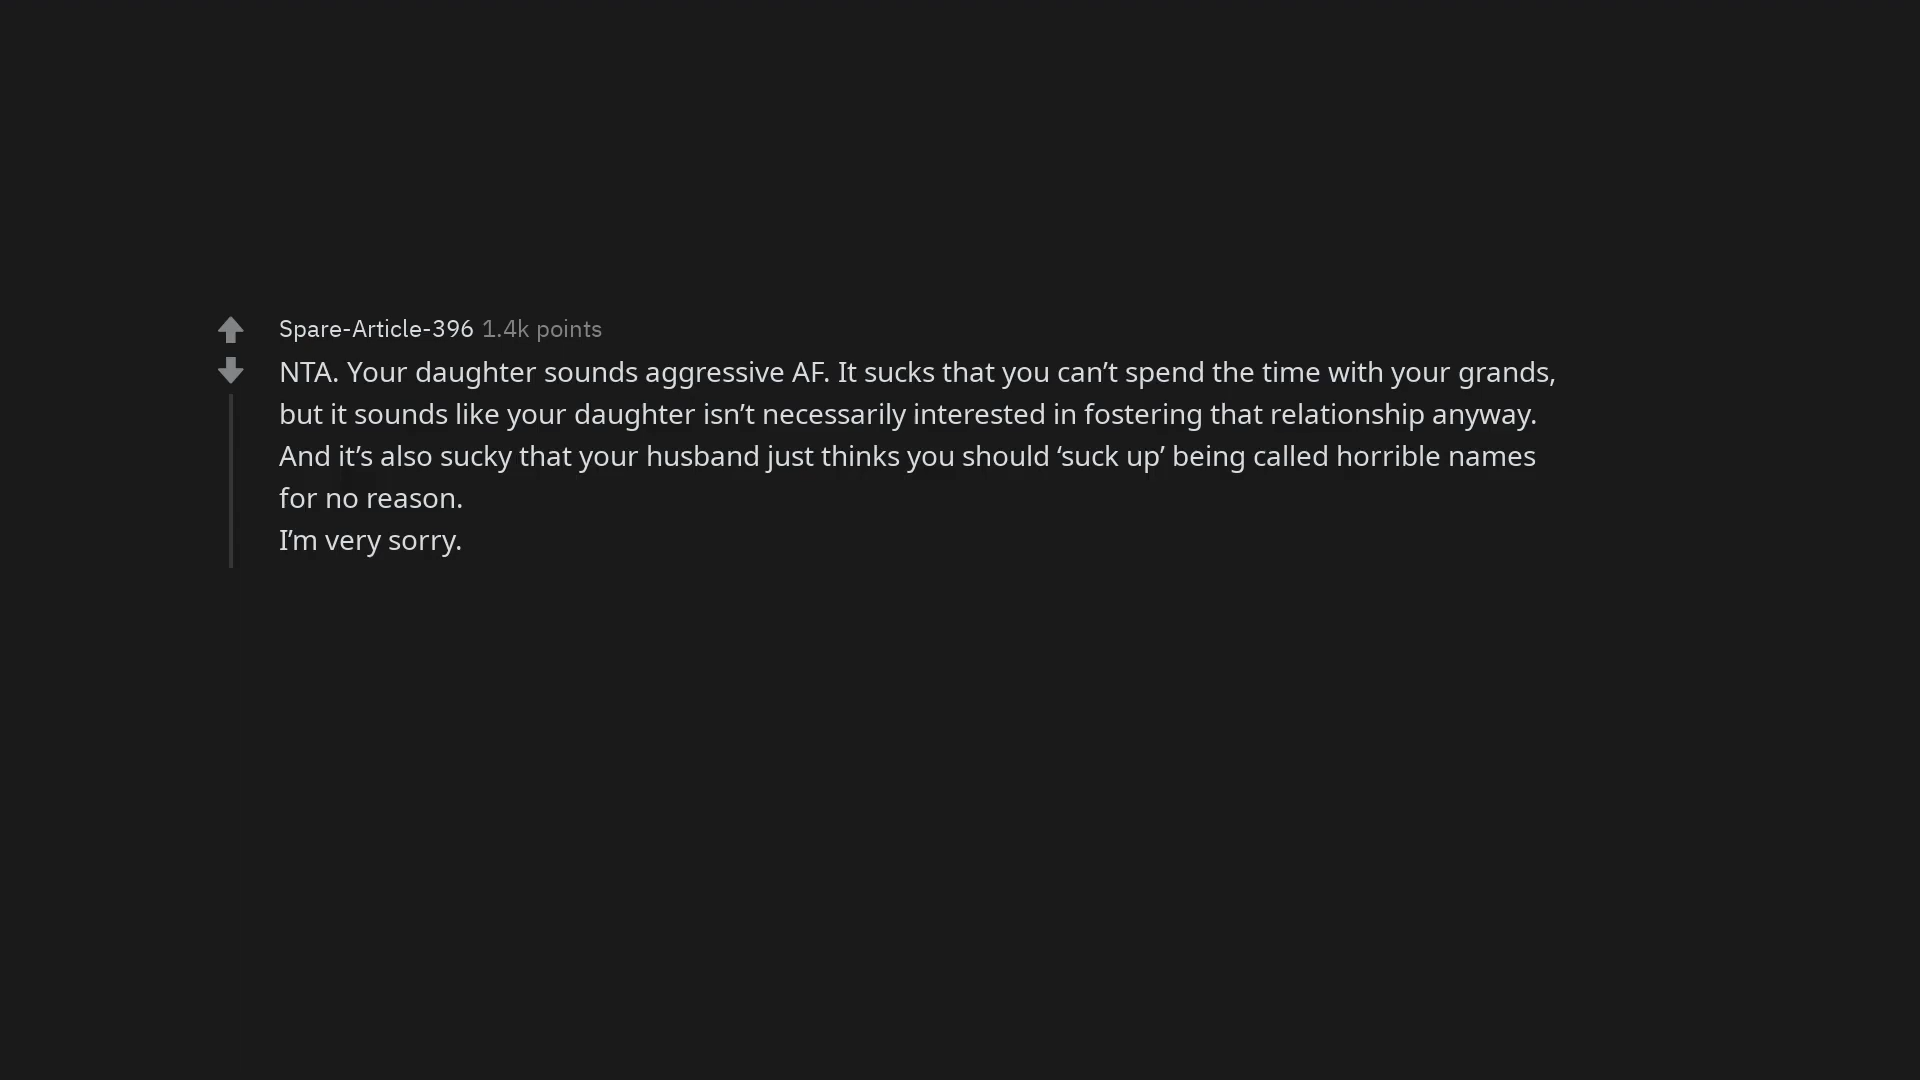 Spare-Article-396 1.4k points
NTA. Your daughter sounds aggressive AF. It sucks that you can’t spend the time with your grands,
but it sounds like your daughter isn’t necessarily interested in fostering that relationship anyway.
And it’s also sucky that your husband just thinks you should ‘suck up’ being called horrible names
for no reason.
I’m very sorry.